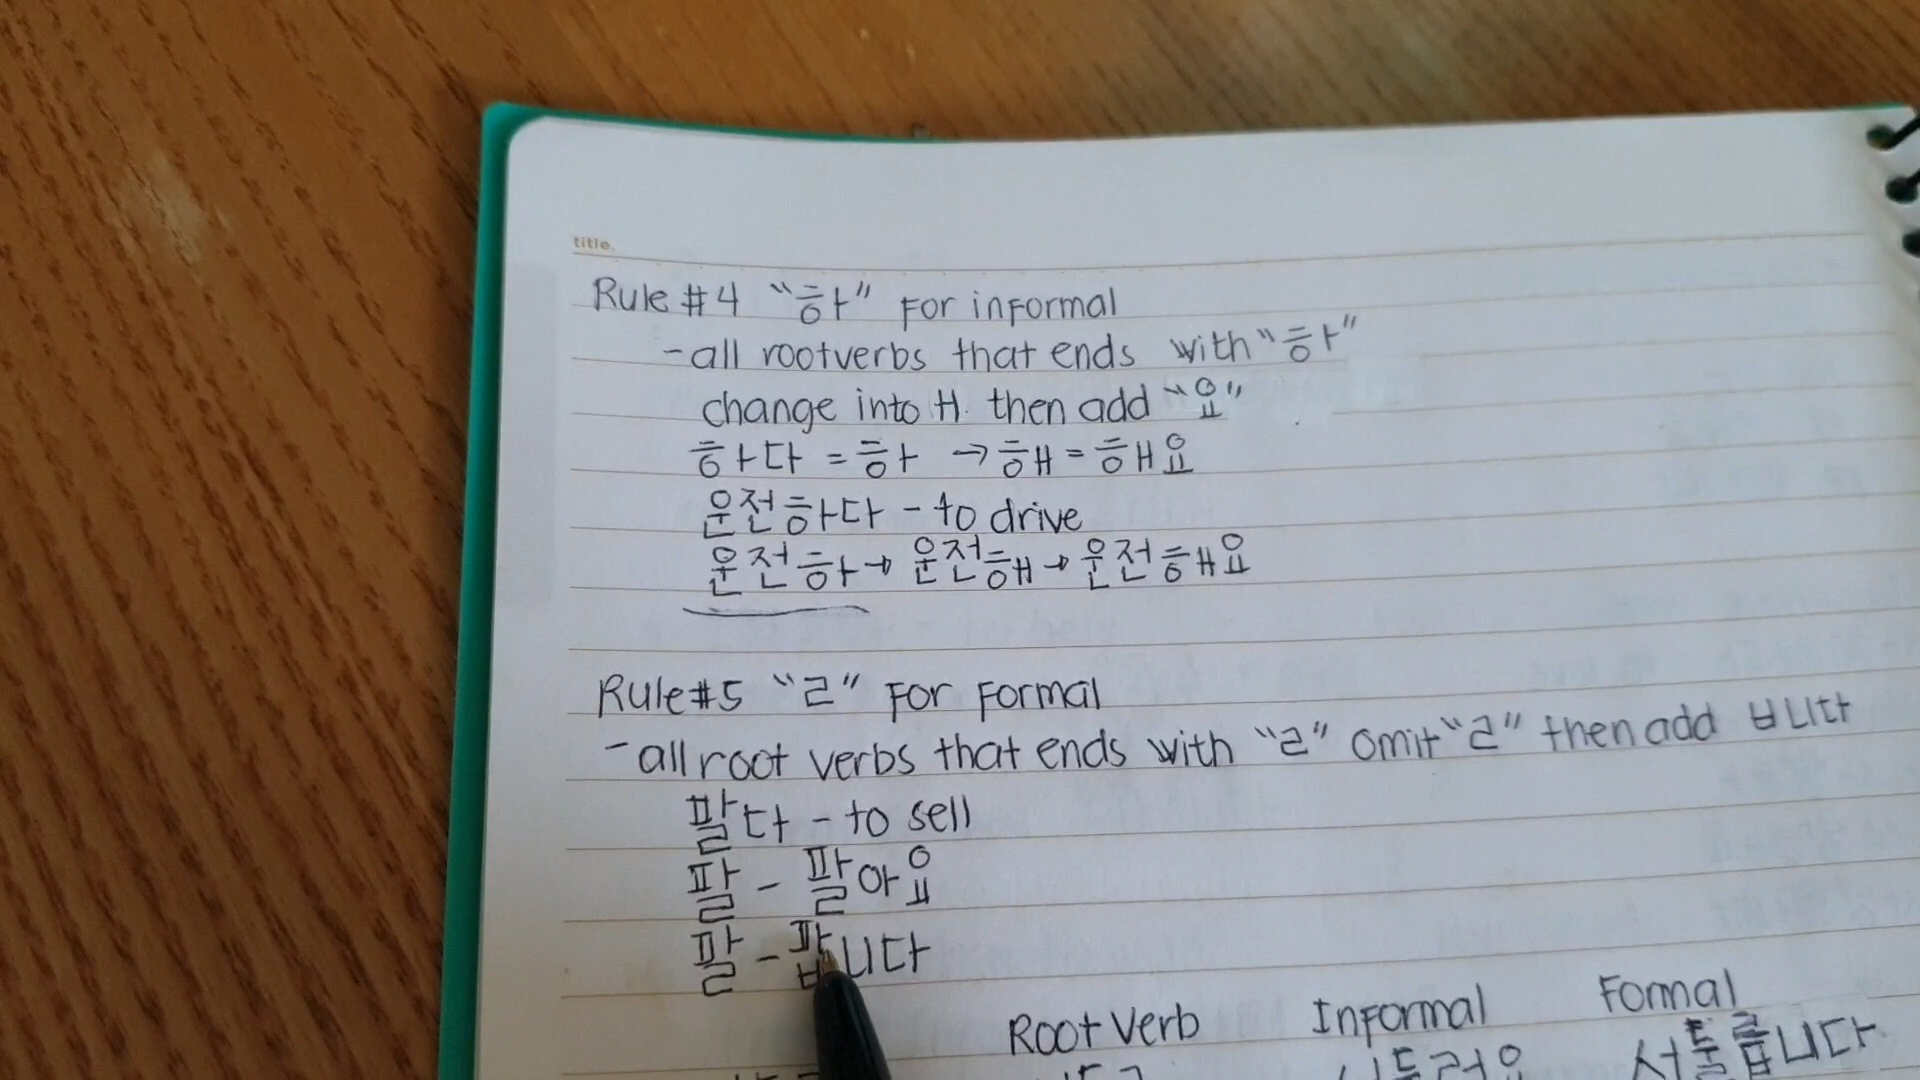 title.
Rule #4 "하" For informal
-all rootverbs that ends with "하"
change into ㅐ. then add "요"
하다 = 하 → 해 = 해요
운전하다 - to drive
운전하 → 운전해 → 운전해요
Rule #5 "ㄹ" For Formal
-all root verbs that ends with "ㄹ" omit "ㄹ" then add ㅂ니다
팔다 - to sell
팔 - 팔아요
팔 - 팝니다
Root Verb Informal Formal